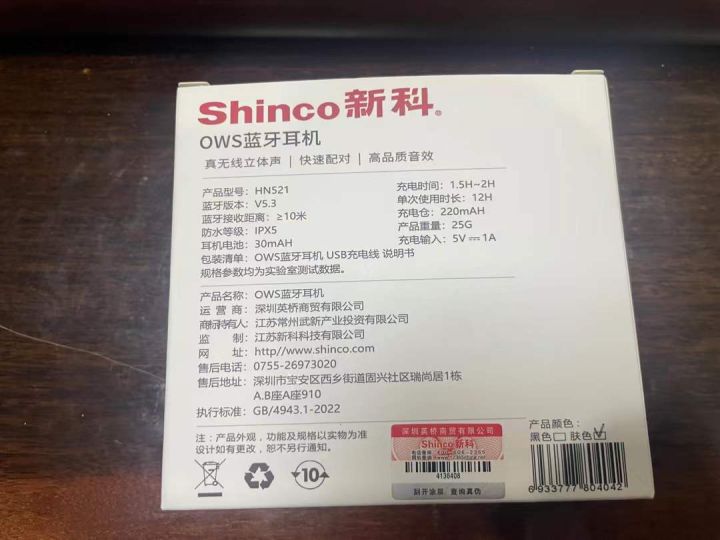 Shinco新科®
OWS蓝牙耳机
真无线立体声 | 快速配对 | 高品质音效
产品型号: HN521
蓝牙版本: V5.3
蓝牙接收距离: ≥10米
防水等级: IPX5
耳机电池: 30mAH
充电时间: 1.5H~2H
单次使用时长: 12H
充电仓: 220mAH
产品重量: 25G
充电输入: 5V⎓1A
包装清单: OWS蓝牙耳机 USB充电线 说明书
规格参数均为实验室测试数据。
产品名称: OWS蓝牙耳机
运营商: 深圳英桥商贸有限公司
商标持有人: 江苏常州武新产业投资有限公司
监制: 江苏新科科技有限公司
网址: http//www.shinco.com
售后电话: 0755-26973020
售后地址: 深圳市宝安区西乡街道固兴社区瑞尚居1栋
A.B座A座910
执行标准: GB/4943.1-2022
注: 产品外观, 功能及规格以实物为准
设计如有更改, 恕不另行通知。
10
深圳英桥商贸有限公司
Shinco新科
4136408
刮开涂层 查询真伪
产品颜色:
黑色□ 肤色☑
6 933777 804042